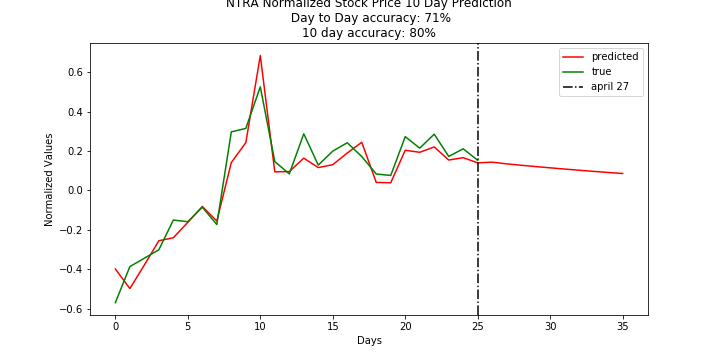 NTRA Normalized Stock Price 10 Day Prediction
Day to Day accuracy: 71%
10 day accuracy: 80%
predicted
true
april 27
Normalized Values
0.6
0.4
0.2
0.0
−0.2
−0.4
−0.6
0 5 10 15 20 25 30 35
Days